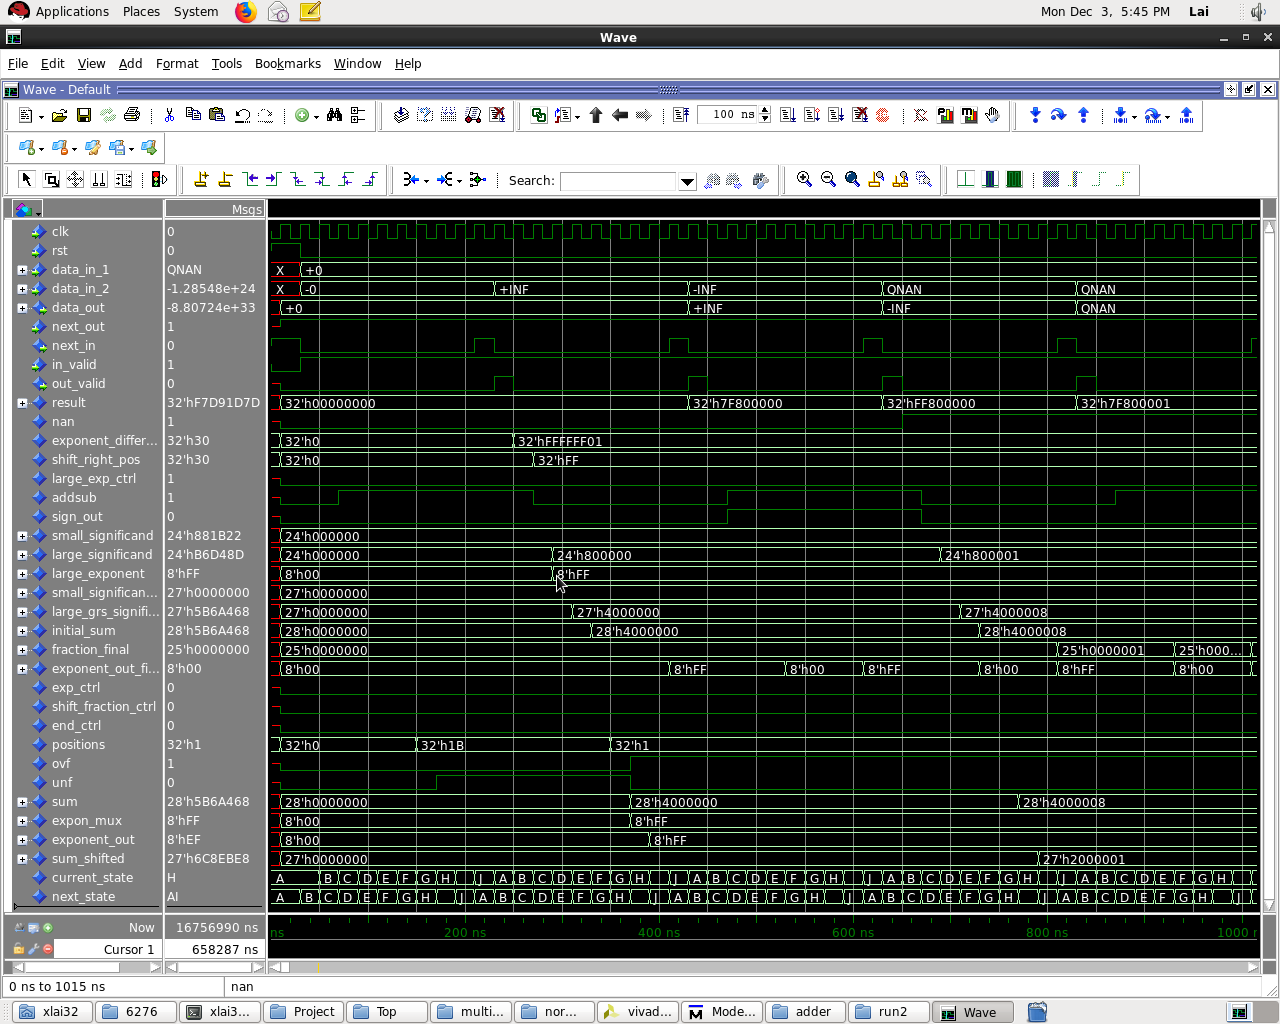 Applications Places System Mon Dec 3, 5:45 PM Lai
Wave
File Edit View Add Format Tools Bookmarks Window Help
Wave - Default
100 ns
Search:
Msgs
clk 0
rst 0
data_in_1 QNAN X +0
data_in_2 -1.28548e+24 X -0 +INF -INF QNAN QNAN
data_out -8.80724e+33 +0 +INF -INF QNAN
next_out 1
next_in 0
in_valid 1
out_valid 0
result 32'hF7D91D7D 32'h00000000 32'h7F800000 32'hFF800000 32'h7F800001
nan 1
exponent_differ... 32'h30 32'h0 32'hFFFFFF01
shift_right_pos 32'h30 32'h0 32'hFF
large_exp_ctrl 1
addsub 1
sign_out 0
small_significand 24'h881B22 24'h000000
large_significand 24'hB6D48D 24'h000000 24'h800000 24'h800001
large_exponent 8'hFF 8'h00 8'hFF
small_significan... 27'h0000000 27'h0000000
large_grs_signifi... 27'h5B6A468 27'h0000000 27'h4000000 27'h4000008
initial_sum 28'h5B6A468 28'h0000000 28'h4000000 28'h4000008
fraction_final 25'h0000000 25'h0000000 25'h0000001 25'h000...
exponent_out_fi... 8'h00 8'h00 8'hFF 8'h00 8'hFF 8'h00 8'hFF 8'h00
exp_ctrl 0
shift_fraction_ctrl 0
end_ctrl 0
positions 32'h1 32'h0 32'h1B 32'h1
ovf 1
unf 0
sum 28'h5B6A468 28'h0000000 28'h4000000 28'h4000008
expon_mux 8'hFF 8'h00 8'hFF
exponent_out 8'hEF 8'h00 8'hFF
sum_shifted 27'h6C8EBE8 27'h0000000 27'h2000001
current_state H A B C D E F G H J A B C D E F G H J A B C D E F G H J A B C D E F G H J A B C D E F G H
next_state AI A B C D E F G H J A B C D E F G H J A B C D E F G H J A B C D E F G H J A B C D E F G H J
Now 16756990 ns ns 200 ns 400 ns 600 ns 800 ns 1000
Cursor 1 658287 ns
0 ns to 1015 ns nan
xlai32 6276 xlai3... Project Top multi... nor... vivad... Mode... adder run2 Wave